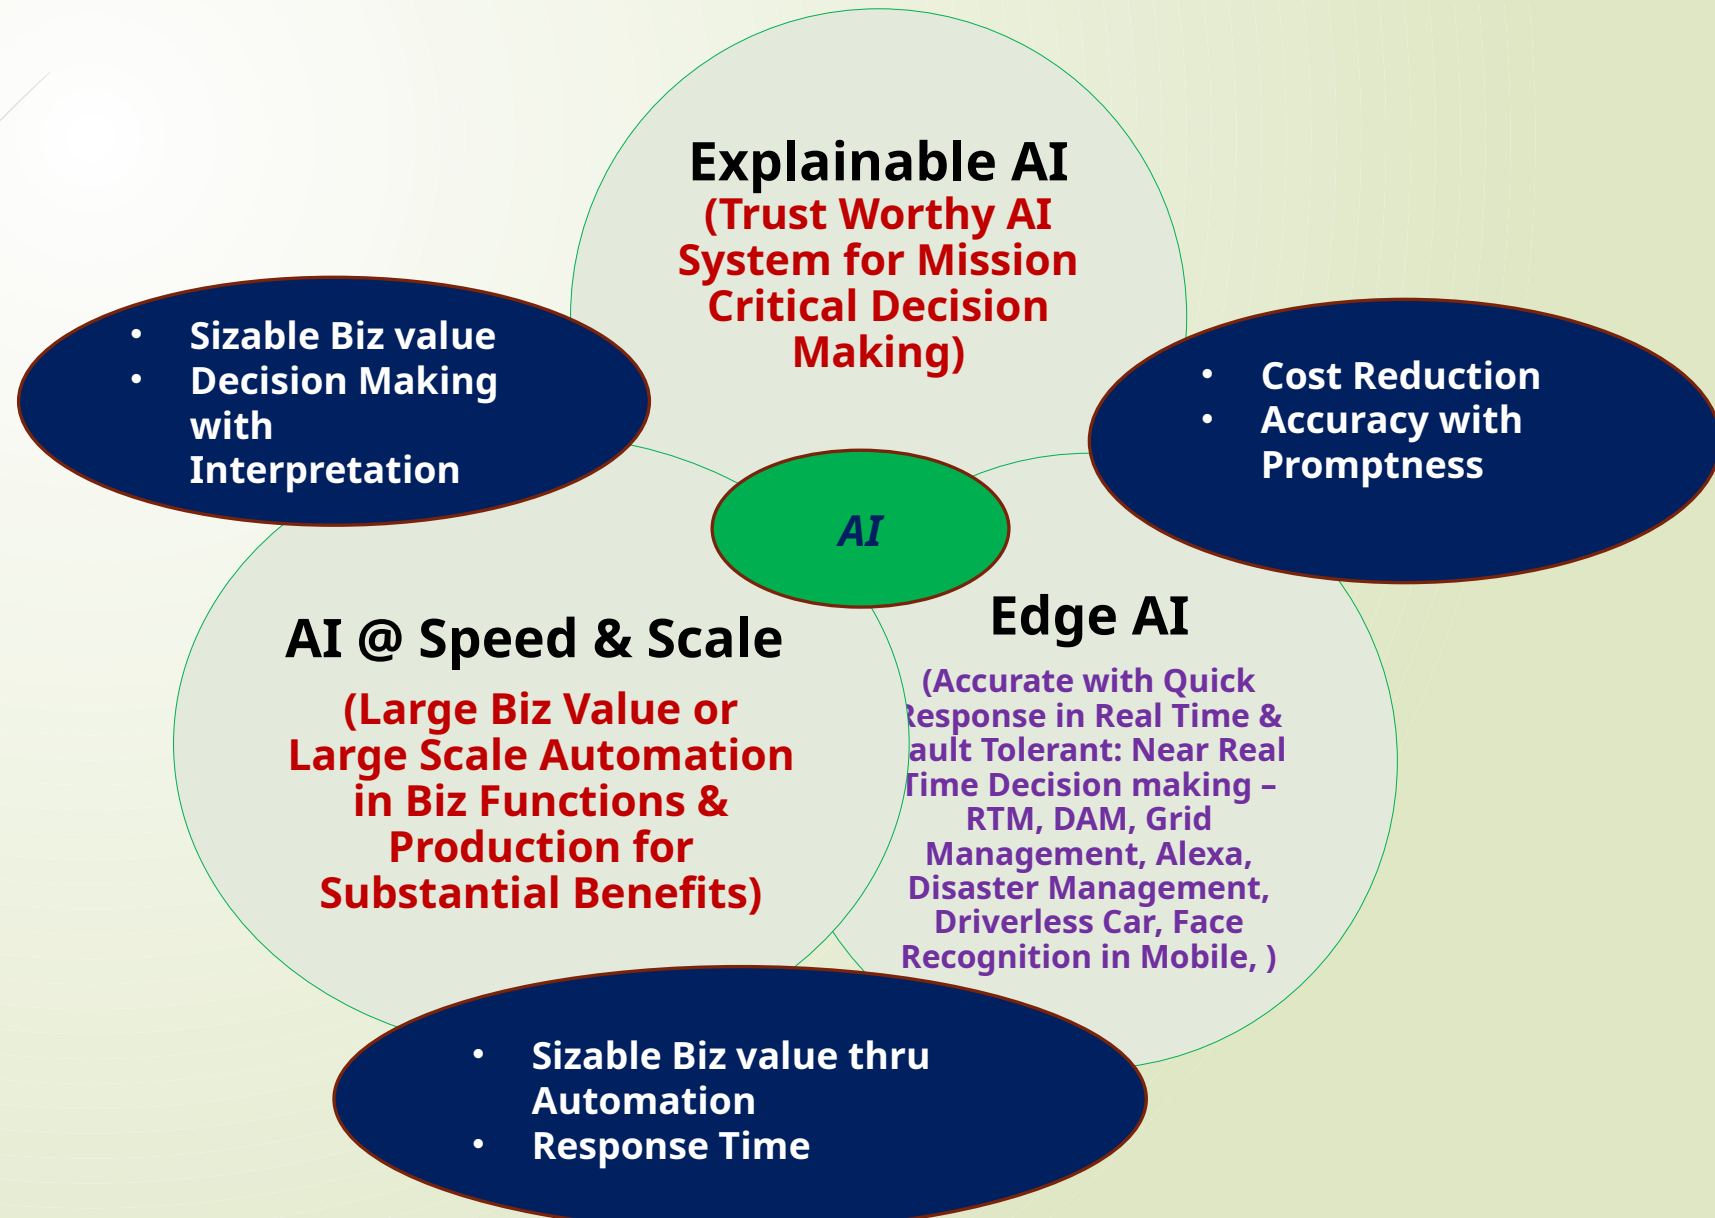 Explainable AI
(Trust Worthy AI
System for Mission
Critical Decision
Making)
• Sizable Biz value
• Decision Making
with
Interpretation
• Cost Reduction
• Accuracy with
Promptness
AI
AI @ Speed & Scale
(Large Biz Value or
Large Scale Automation
in Biz Functions &
Production for
Substantial Benefits)
Edge AI
(Accurate with Quick
Response in Real Time &
ault Tolerant: Near Real
Time Decision making –
RTM, DAM, Grid
Management, Alexa,
Disaster Management,
Driverless Car, Face
Recognition in Mobile, )
• Sizable Biz value thru
Automation
• Response Time